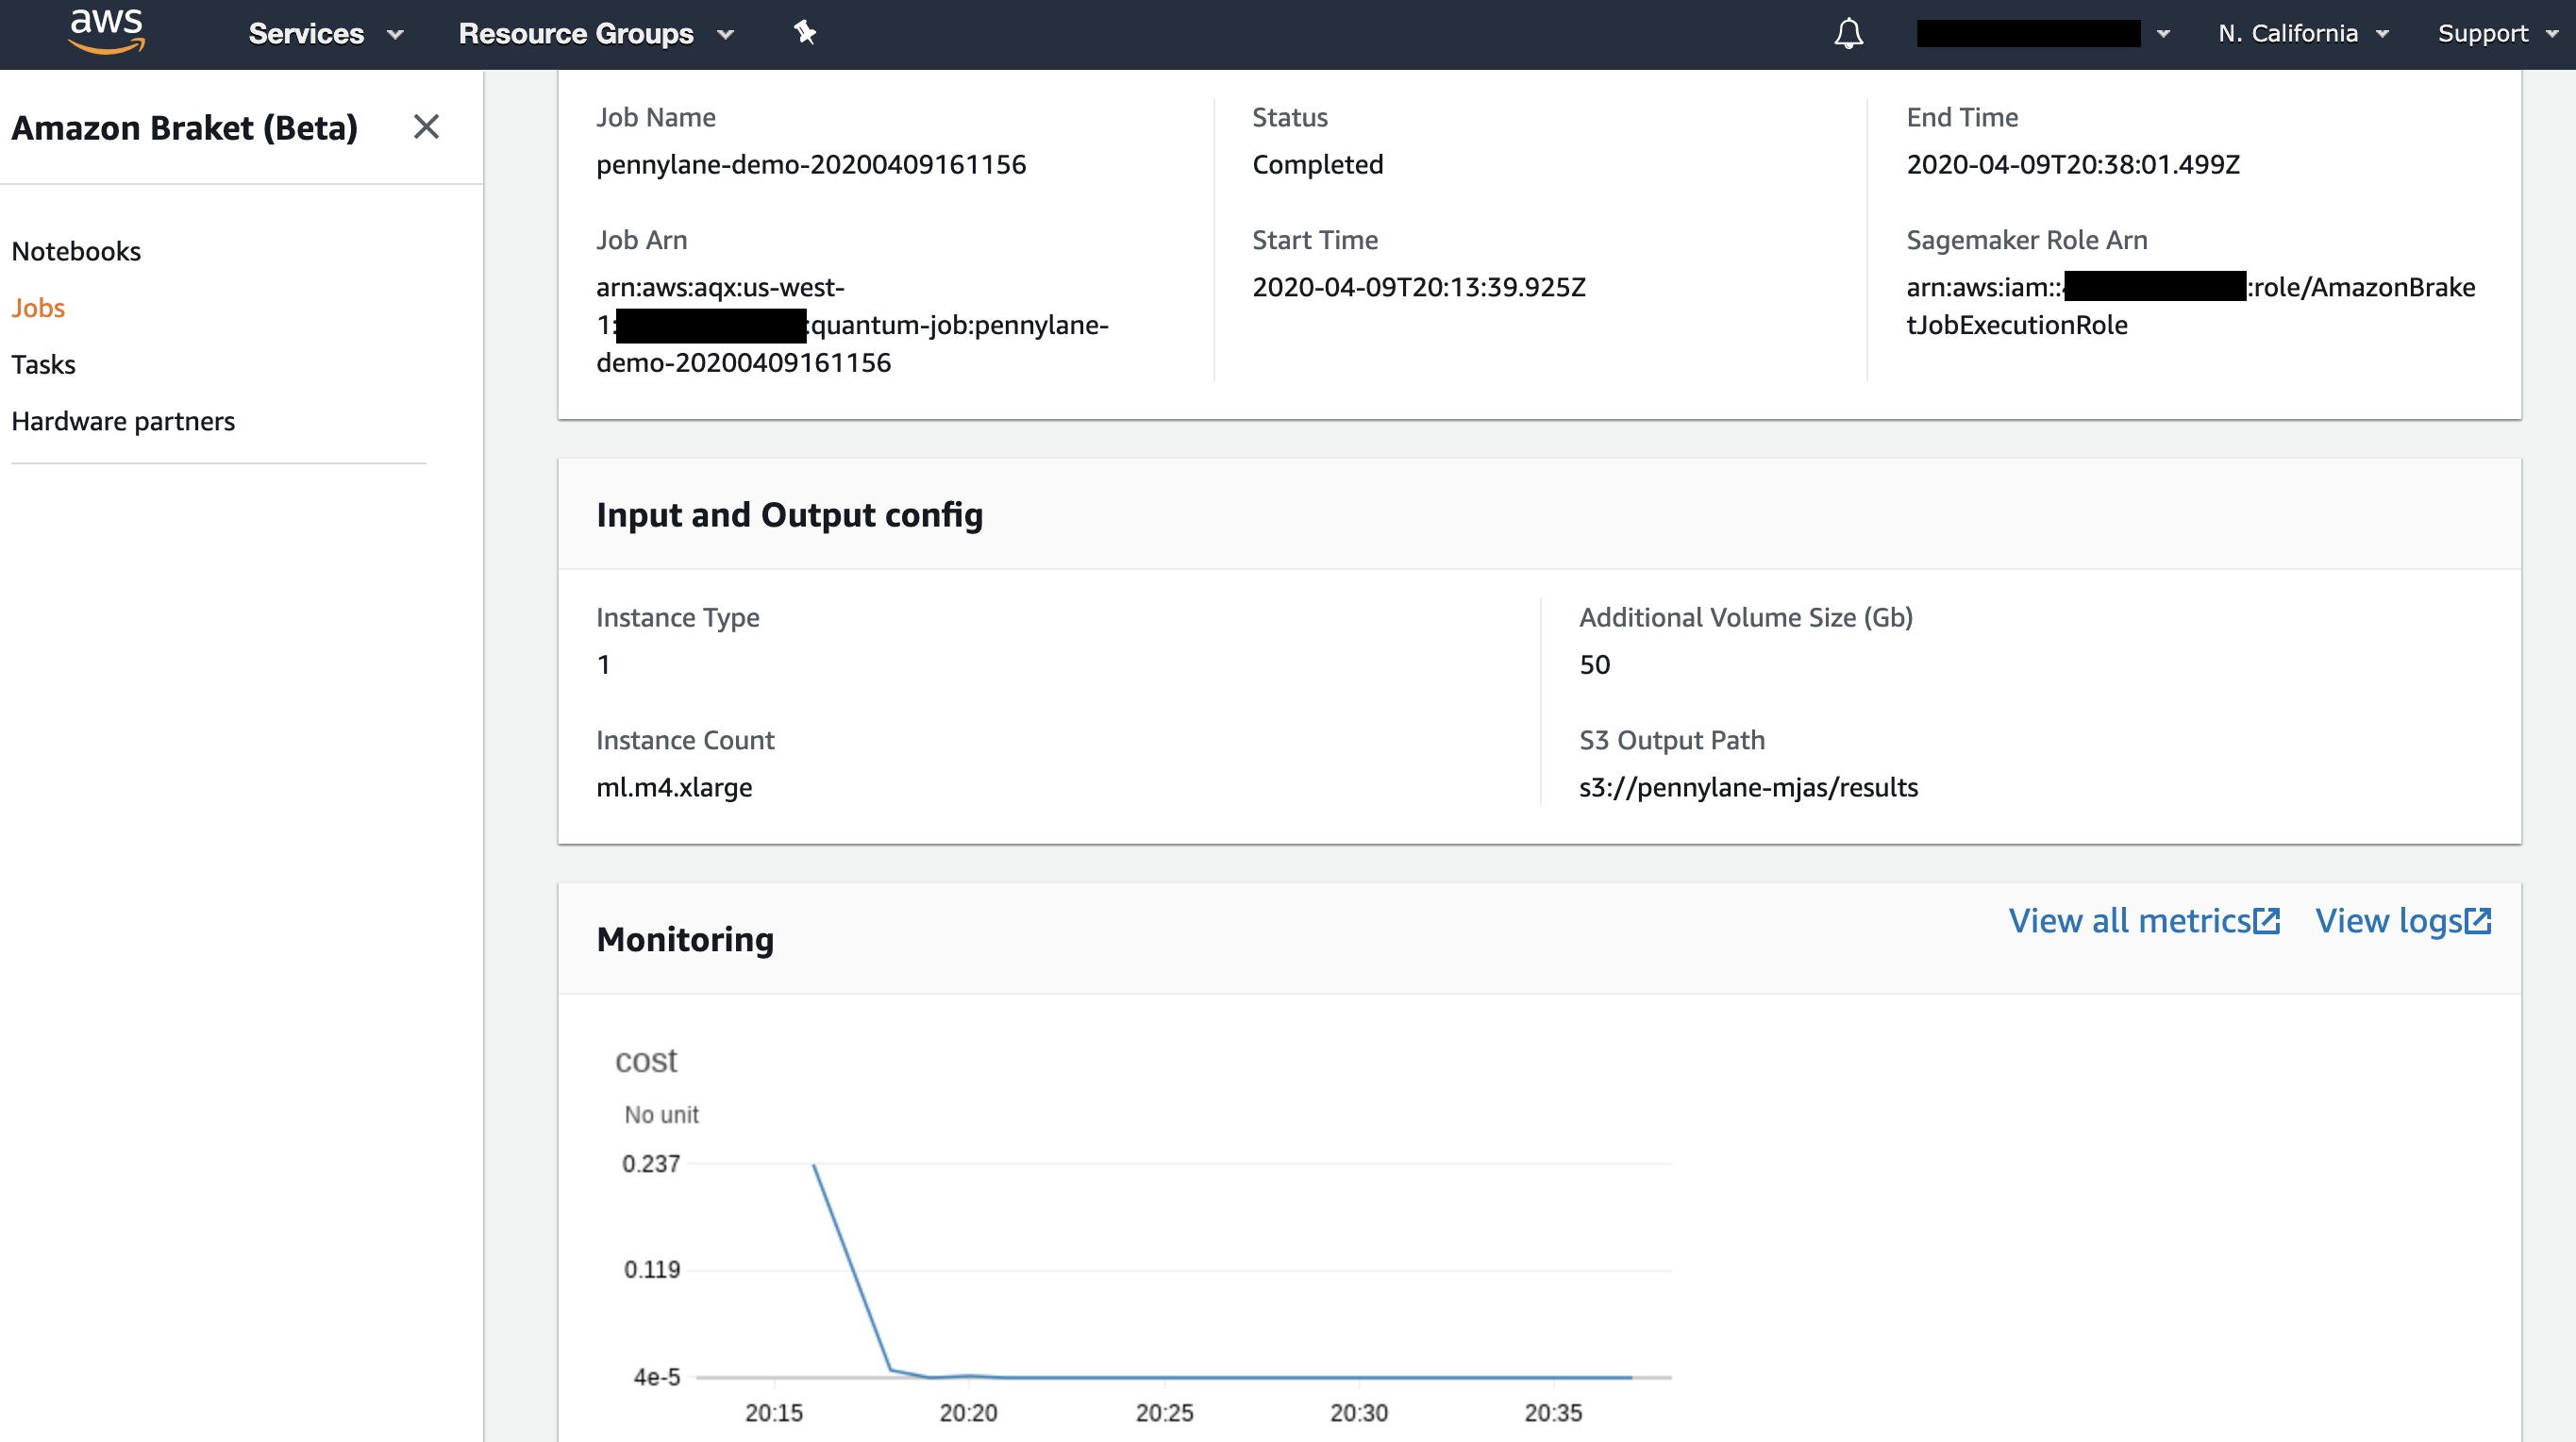 aws Services Resource Groups N. California Support
Amazon Braket (Beta)
Notebooks
Jobs
Tasks
Hardware partners
Job Name
pennylane-demo-20200409161156
Job Arn
arn:aws:aqx:us-west-
1: :quantum-job:pennylane-
demo-20200409161156
Status
Completed
Start Time
2020-04-09T20:13:39.925Z
End Time
2020-04-09T20:38:01.499Z
Sagemaker Role Arn
arn:aws:iam:: :role/AmazonBrake
tJobExecutionRole
Input and Output config
Instance Type
1
Instance Count
ml.m4.xlarge
Additional Volume Size (Gb)
50
S3 Output Path
s3://pennylane-mjas/results
Monitoring
View all metrics View logs
cost
No unit
0.237
0.119
4e-5
20:15 20:20 20:25 20:30 20:35